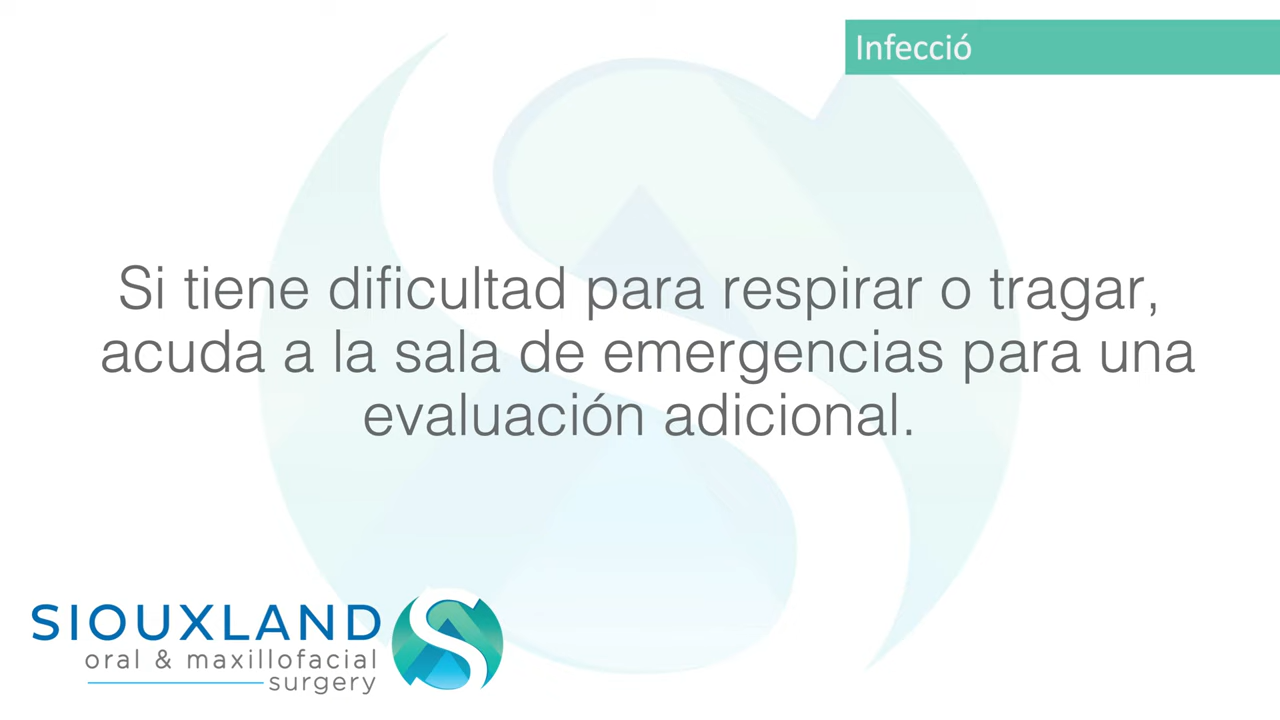 Infecció
Si tiene dificultad para respirar o tragar,
acuda a la sala de emergencias para una
evaluación adicional.
SIOUXLAND
oral & maxillofacial
surgery